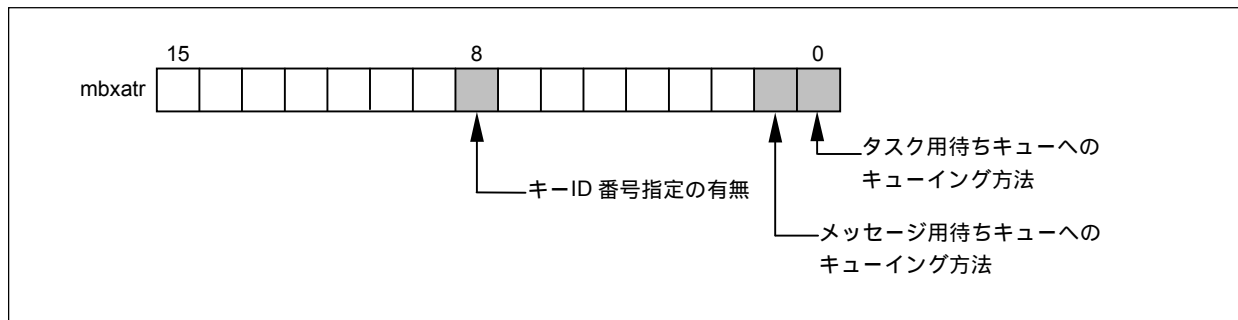 15 8 0
mbxatr
タスク用待ちキューへの
キューイング方法
キーID 番号指定の有無
メッセージ用待ちキューへの
キューイング方法